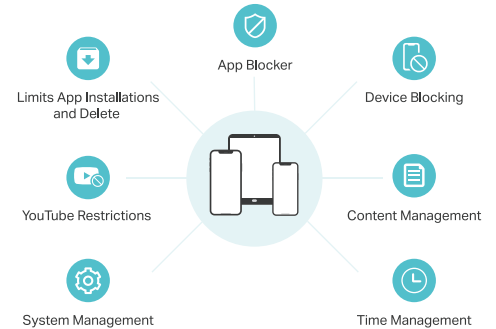 App Blocker
Limits App Installations
and Delete
Device Blocking
YouTube Restrictions
Content Management
System Management
Time Management